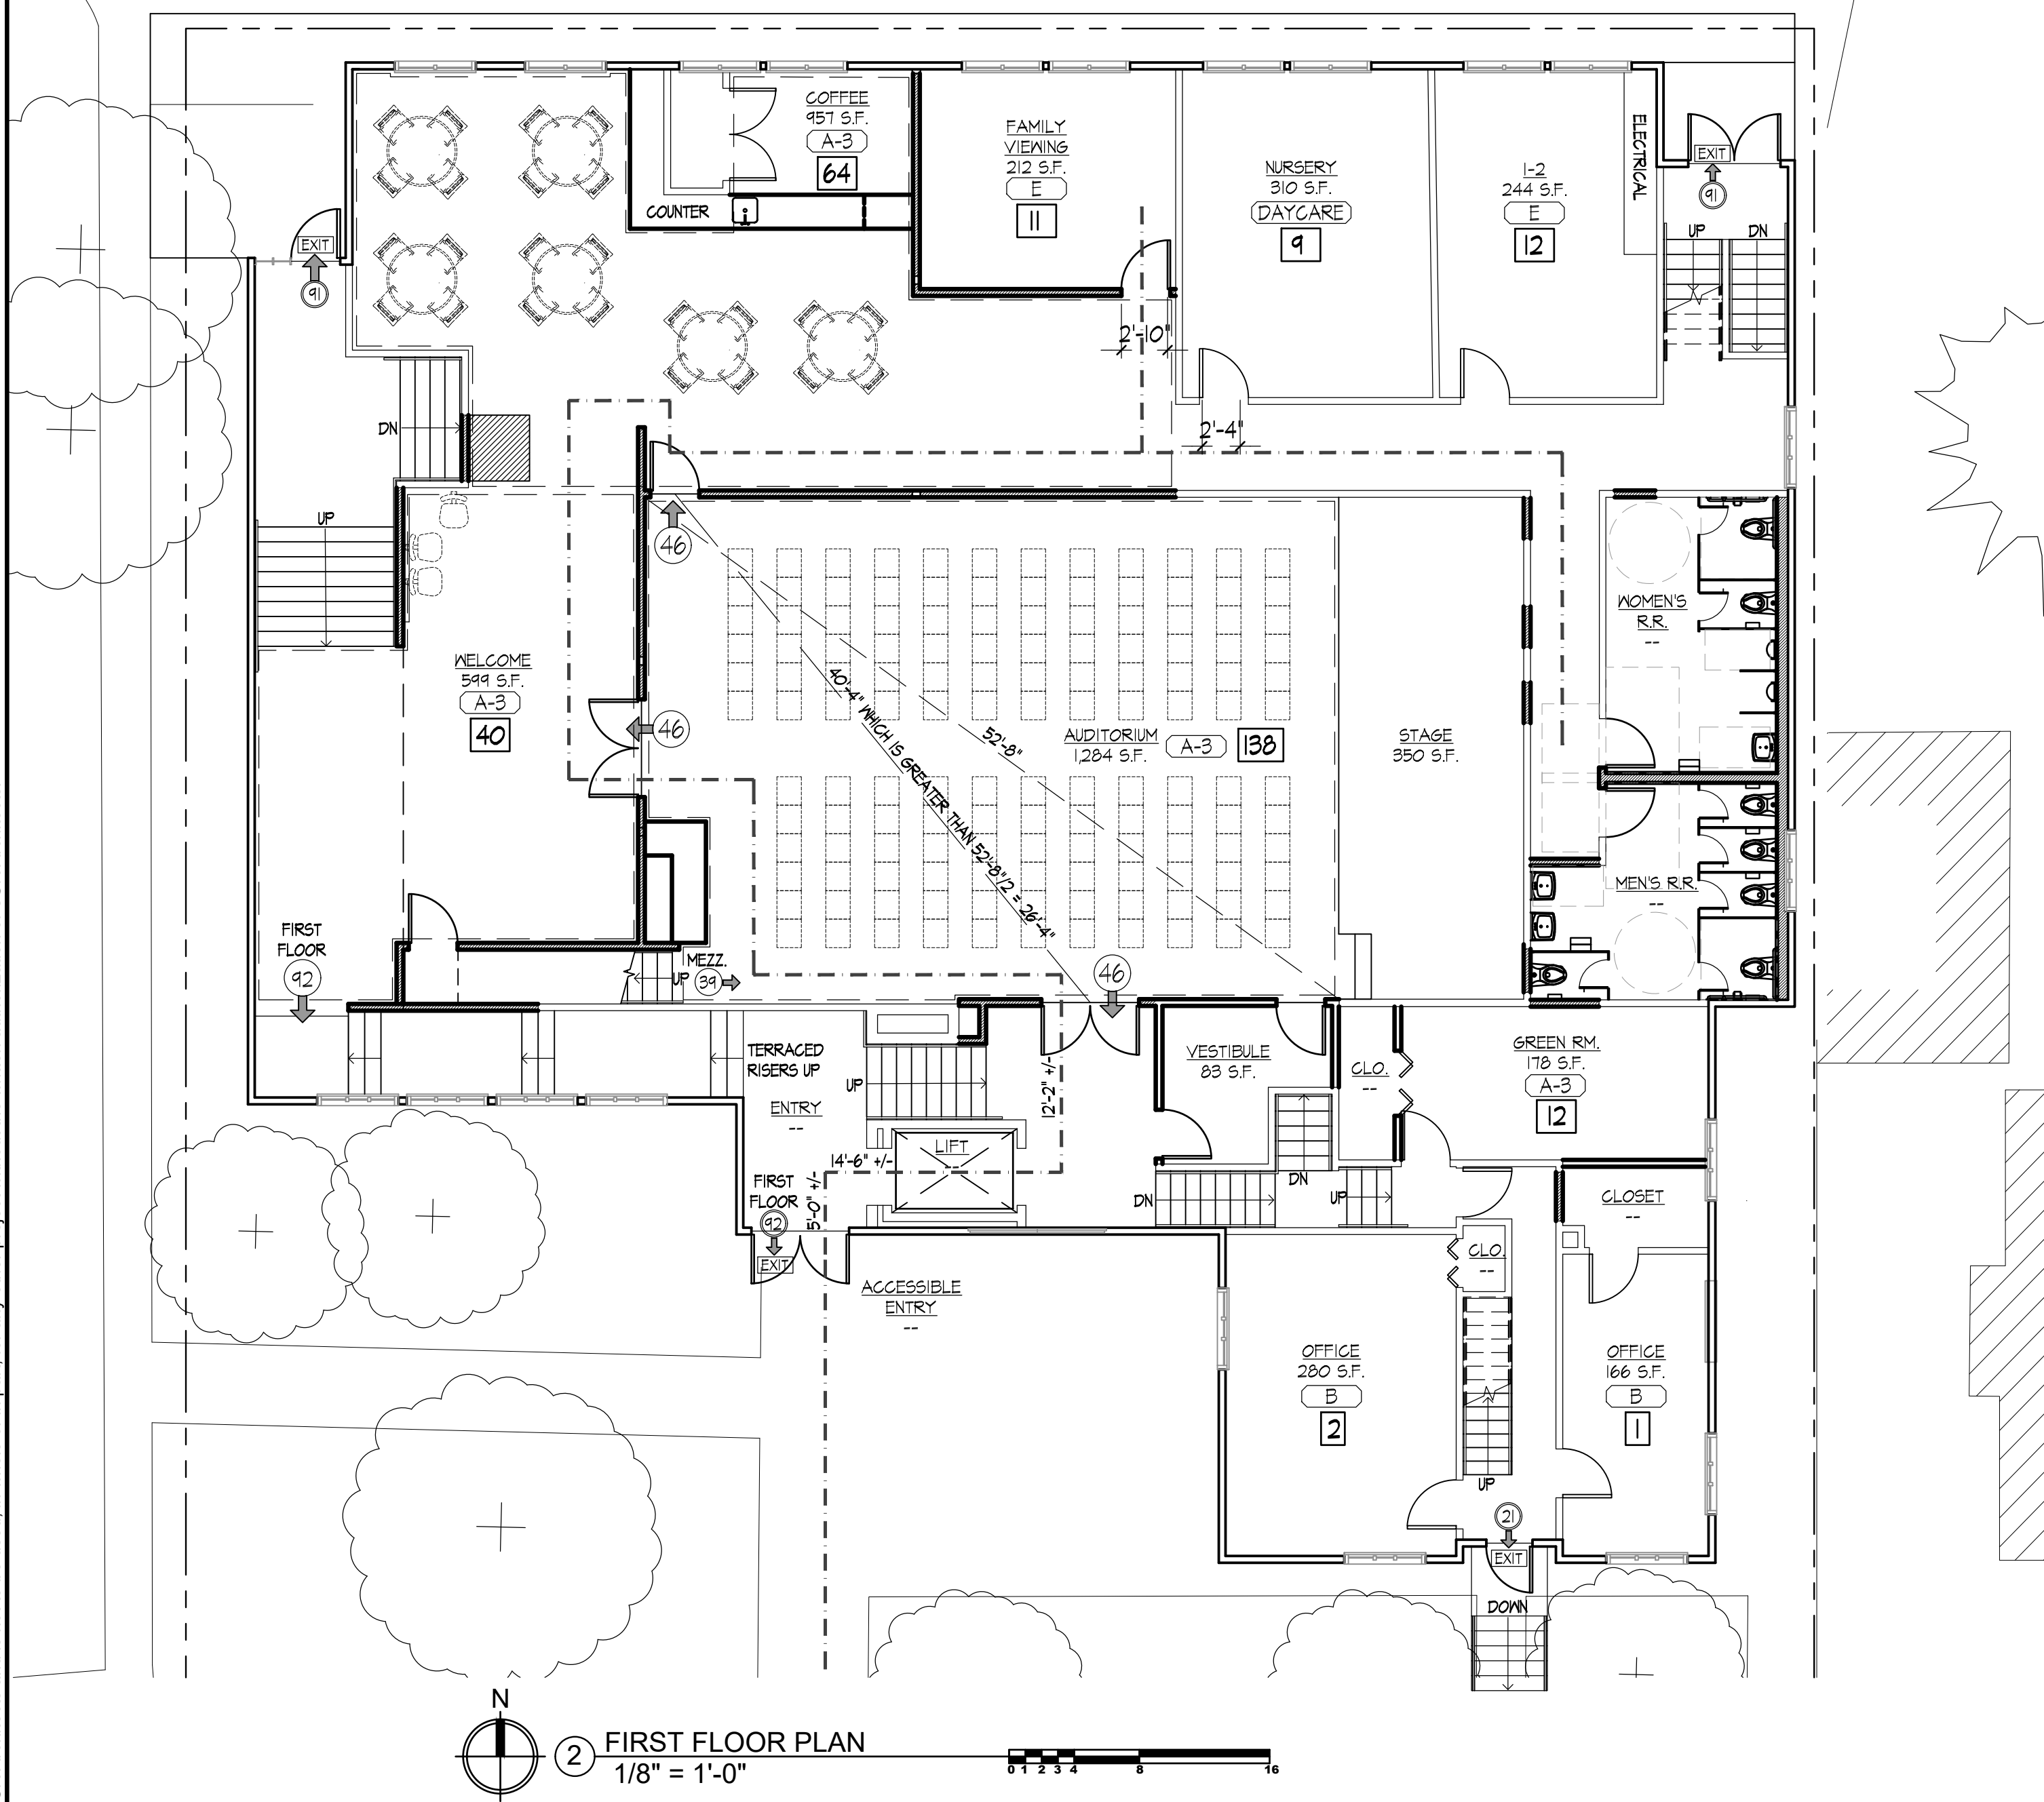 COFFEE
957 S.F.
A-3
64
COUNTER
FAMILY
VIEWING
212 S.F.
E
11
NURSERY
310 S.F.
DAYCARE
9
1-2
244 S.F.
E
12
ELECTRICAL
EXIT
91
UP
DN
EXIT
91
2'-10"
2'-4"
DN
UP
46
WELCOME
599 S.F.
A-3
40
46
40'-4" WHICH IS GREATER THAN 52'-8"/2 = 26'-4"
52'-8"
AUDITORIUM
1,284 S.F.
A-3
138
STAGE
350 S.F.
WOMEN'S
R.R.
--
MEN'S R.R.
--
FIRST
FLOOR
92
UP
MEZZ.
39
46
TERRACED
RISERS UP
UP
ENTRY
--
12'-2" +/-
VESTIBULE
83 S.F.
CLO.
--
GREEN RM.
178 S.F.
A-3
12
LIFT
--
14'-6" +/-
5'-0" +/-
FIRST
FLOOR
92
EXIT
DN
DN
UP
CLOSET
--
CLO.
--
ACCESSIBLE
ENTRY
--
OFFICE
280 S.F.
B
2
OFFICE
166 S.F.
B
1
UP
21
EXIT
DOWN
N
2
FIRST FLOOR PLAN
1/8" = 1'-0"
0 1 2 3 4 8 16